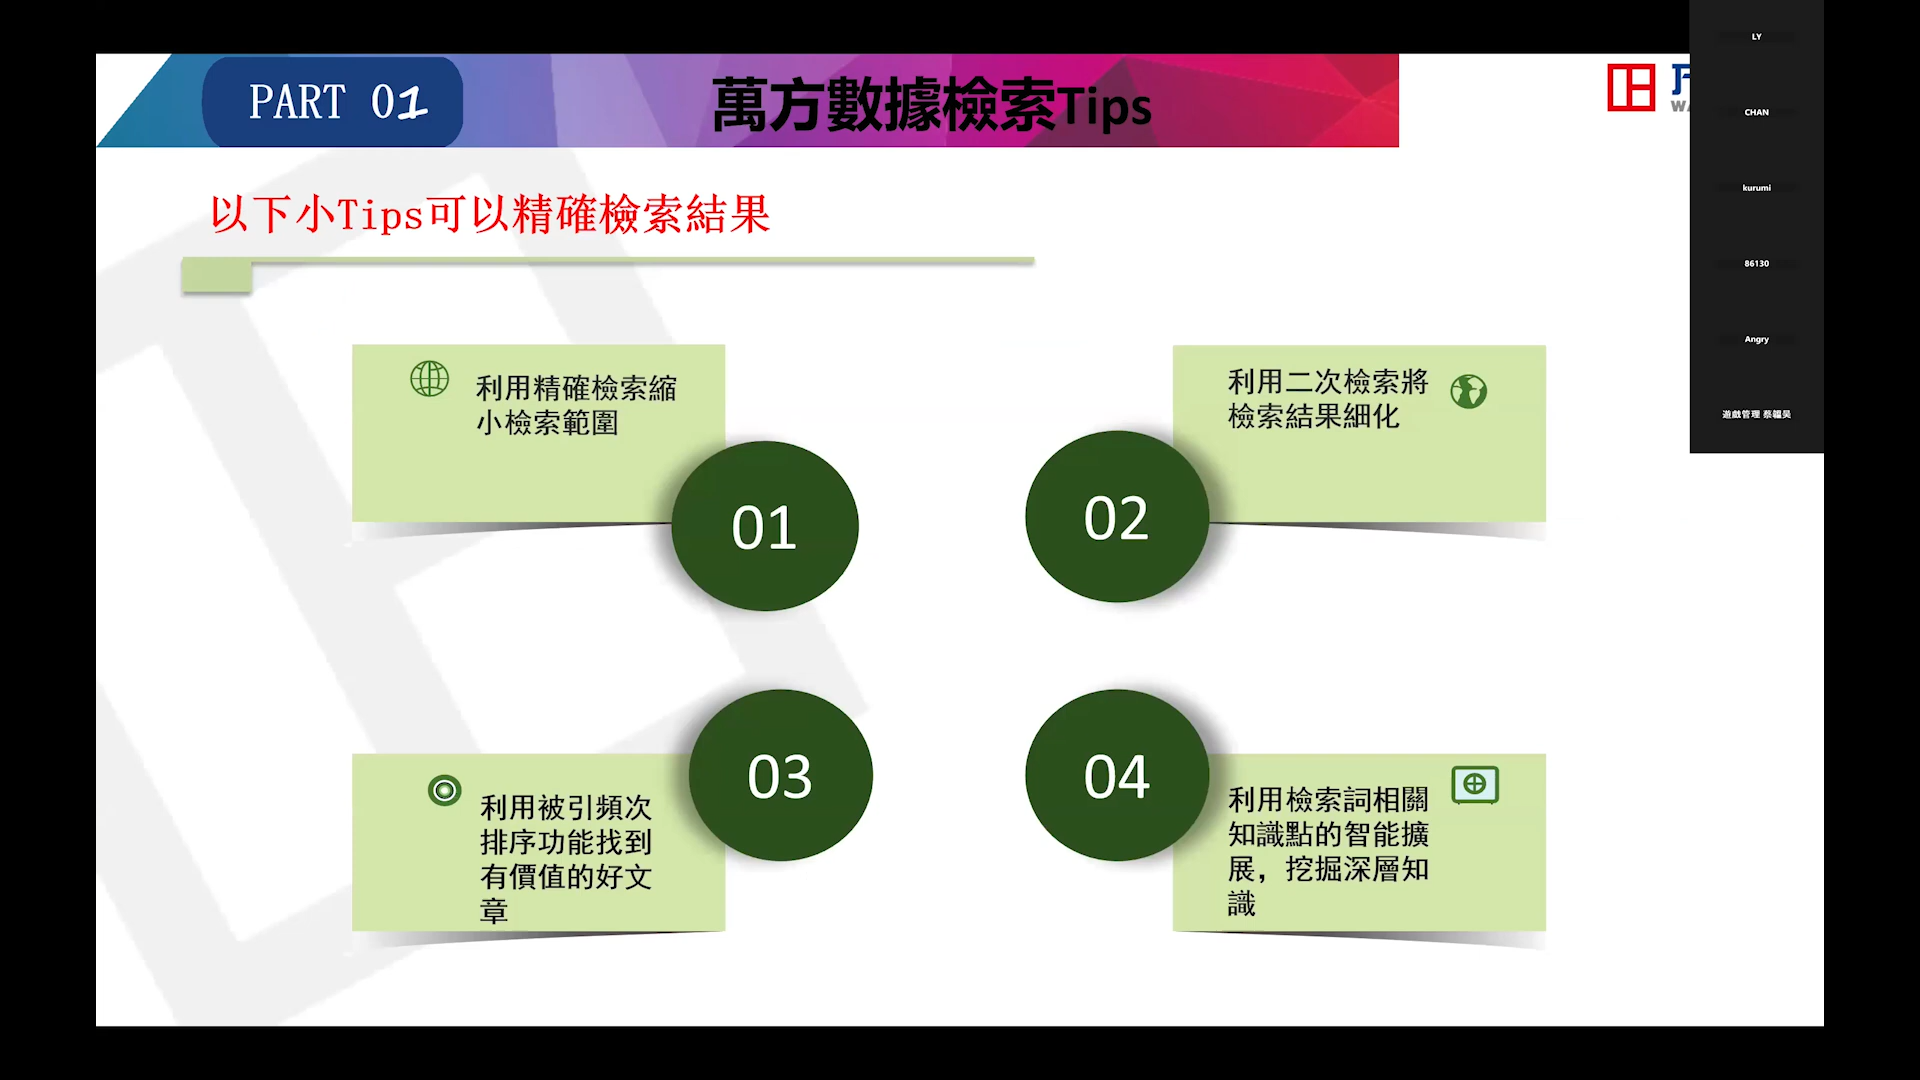 PART 01
萬方數據檢索Tips
以下小Tips可以精確檢索結果
利用精確檢索縮
小檢索範圍
01
利用二次檢索將
檢索結果細化
02
利用被引頻次
排序功能找到
有價值的好文
章
03
利用檢索詞相關
知識點的智能擴
展，挖掘深層知
識
04
LY
CHAN
kurumi
86130
Angry
遊戲管理